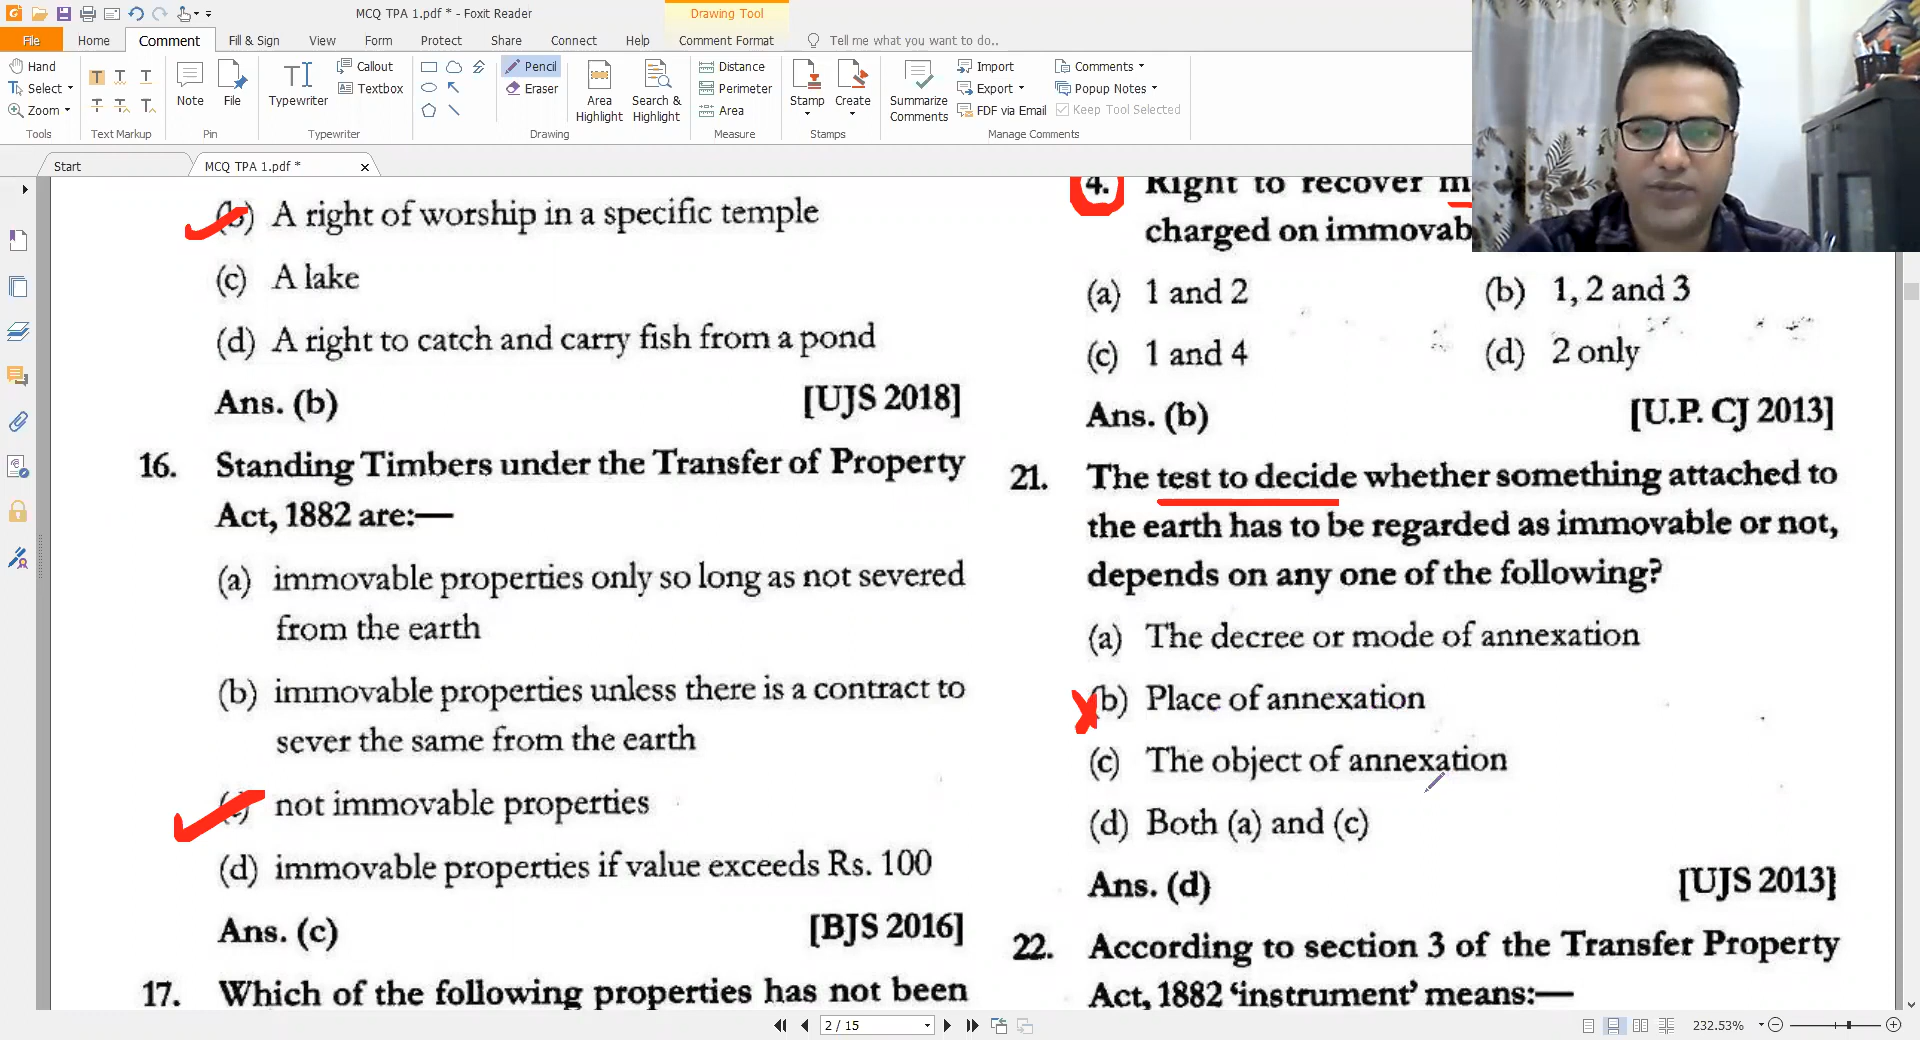 MCQ TPA 1.pdf * - Foxit Reader
Drawing Tool
File Home Comment Fill & Sign View Form Protect Share Connect Help Comment Format Tell me what you want to do..
Hand
Select
Zoom
Tools
Text Markup
Note
File
Pin
Typewriter
Callout
Textbox
Typewriter
Pencil
Eraser
Area Highlight
Search & Highlight
Drawing
Distance
Perimeter
Area
Measure
Stamp
Create
Stamps
Summarize Comments
Import
Export
FDF via Email
Comments
Popup Notes
Keep Tool Selected
Manage Comments
Start
MCQ TPA 1.pdf *
(b) A right of worship in a specific temple
(c) A lake
(d) A right to catch and carry fish from a pond
Ans. (b) [UJS 2018]
16. Standing Timbers under the Transfer of Property
Act, 1882 are:—
(a) immovable properties only so long as not severed
from the earth
(b) immovable properties unless there is a contract to
sever the same from the earth
not immovable properties
(d) immovable properties if value exceeds Rs. 100
Ans. (c) [BJS 2016]
17. Which of the following properties has not been
4. Right to recover
charged on
(a) 1 and 2 (b) 1, 2 and 3
(c) 1 and 4 (d) 2 only
Ans. (b) [U.P. CJ 2013]
21. The test to decide whether something attached to
the earth has to be regarded as immovable or not,
depends on any one of the following?
(a) The decree or mode of annexation
(b) Place of annexation
(c) The object of annexation
(d) Both (a) and (c)
Ans. (d) [UJS 2013]
22. According to section 3 of the Transfer Property
Act, 1882 ‘instrument’ means:—
2 / 15
232.53%